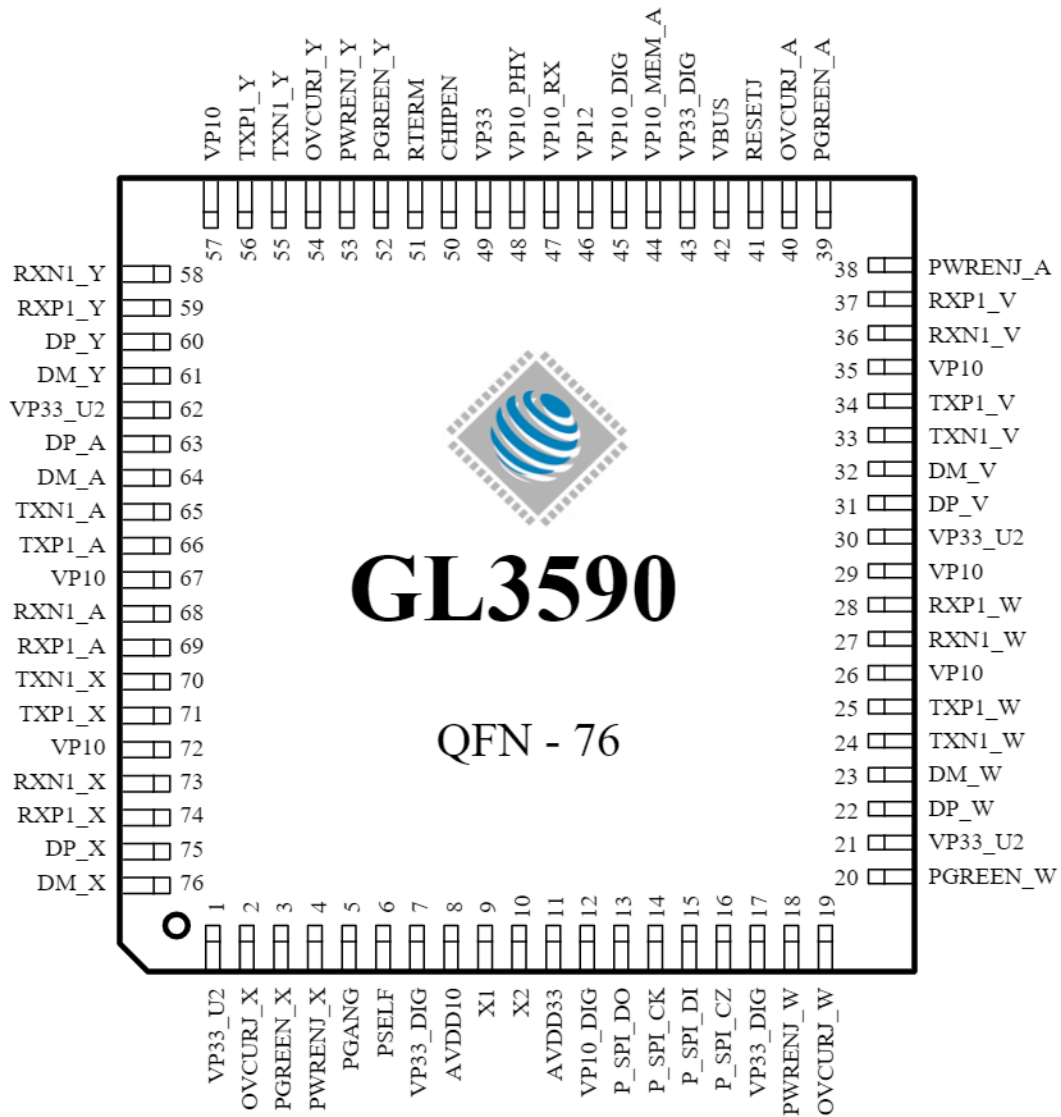 VP10
TXP1_Y
TXN1_Y
OVCURJ_Y
PWRENJ_Y
PGREEN_Y
RTERM
CHIPEN
VP33
VP10_PHY
VP10_RX
VP12
VP10_DIG
VP10_MEM_A
VP33_DIG
VBUS
RESETJ
OVCURJ_A
PGREEN_A
57
56
55
54
53
52
51
50
49
48
47
46
45
44
43
42
41
40
39
RXN1_Y 58
RXP1_Y 59
DP_Y 60
DM_Y 61
VP33_U2 62
DP_A 63
DM_A 64
TXN1_A 65
TXP1_A 66
VP10 67
RXN1_A 68
RXP1_A 69
TXN1_X 70
TXP1_X 71
VP10 72
RXN1_X 73
RXP1_X 74
DP_X 75
DM_X 76
GL3590
QFN - 76
38 PWRENJ_A
37 RXP1_V
36 RXN1_V
35 VP10
34 TXP1_V
33 TXN1_V
32 DM_V
31 DP_V
30 VP33_U2
29 VP10
28 RXP1_W
27 RXN1_W
26 VP10
25 TXP1_W
24 TXN1_W
23 DM_W
22 DP_W
21 VP33_U2
20 PGREEN_W
1
2
3
4
5
6
7
8
9
10
11
12
13
14
15
16
17
18
19
VP33_U2
OVCURJ_X
PGREEN_X
PWRENJ_X
PGANG
PSELF
VP33_DIG
AVDD10
X1
X2
AVDD33
VP10_DIG
P_SPI_DO
P_SPI_CK
P_SPI_DI
P_SPI_CZ
VP33_DIG
PWRENJ_W
OVCURJ_W